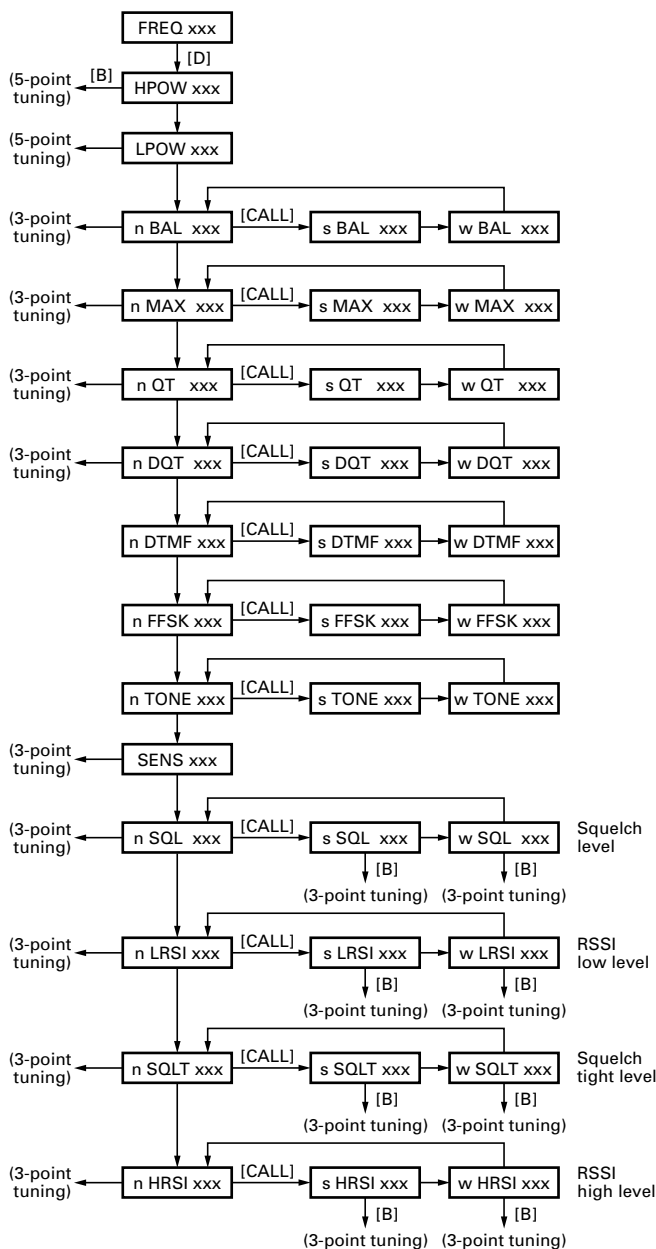 FREQ xxx
[D]
(5-point
tuning)
[B]
HPOW xxx
(5-point
tuning)
LPOW xxx
(3-point
tuning)
n BAL xxx
[CALL]
s BAL xxx
w BAL xxx
(3-point
tuning)
n MAX xxx
[CALL]
s MAX xxx
w MAX xxx
(3-point
tuning)
n QT xxx
[CALL]
s QT xxx
w QT xxx
(3-point
tuning)
n DQT xxx
[CALL]
s DQT xxx
w DQT xxx
n DTMF xxx
[CALL]
s DTMF xxx
w DTMF xxx
n FFSK xxx
[CALL]
s FFSK xxx
w FFSK xxx
n TONE xxx
[CALL]
s TONE xxx
w TONE xxx
(3-point
tuning)
SENS xxx
(3-point
tuning)
n SQL xxx
[CALL]
s SQL xxx
w SQL xxx
Squelch
level
[B]
[B]
(3-point tuning)
(3-point tuning)
(3-point
tuning)
n LRSI xxx
[CALL]
s LRSI xxx
w LRSI xxx
RSSI
low level
[B]
[B]
(3-point tuning)
(3-point tuning)
(3-point
tuning)
n SQLT xxx
[CALL]
s SQLT xxx
w SQLT xxx
Squelch
tight level
[B]
[B]
(3-point tuning)
(3-point tuning)
(3-point
tuning)
n HRSI xxx
[CALL]
s HRSI xxx
w HRSI xxx
RSSI
high level
[B]
[B]
(3-point tuning)
(3-point tuning)